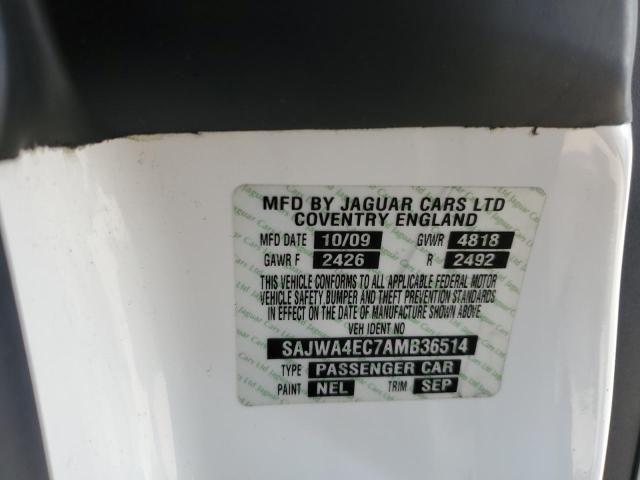 MFD BY JAGUAR CARS LTD
COVENTRY ENGLAND
MFD DATE 10/09 GVWR 4818
GAWR F 2426 R 2492
THIS VEHICLE CONFORMS TO ALL APPLICABLE FEDERAL MOTOR
VEHICLE SAFETY BUMPER AND THEFT PREVENTION STANDARDS
IN EFFECT ON THE DATE OF MANUFACTURE SHOWN ABOVE
VEH IDENT NO
SAJWA4EC7AMB36514
TYPE PASSENGER CAR
PAINT NEL TRIM SEP